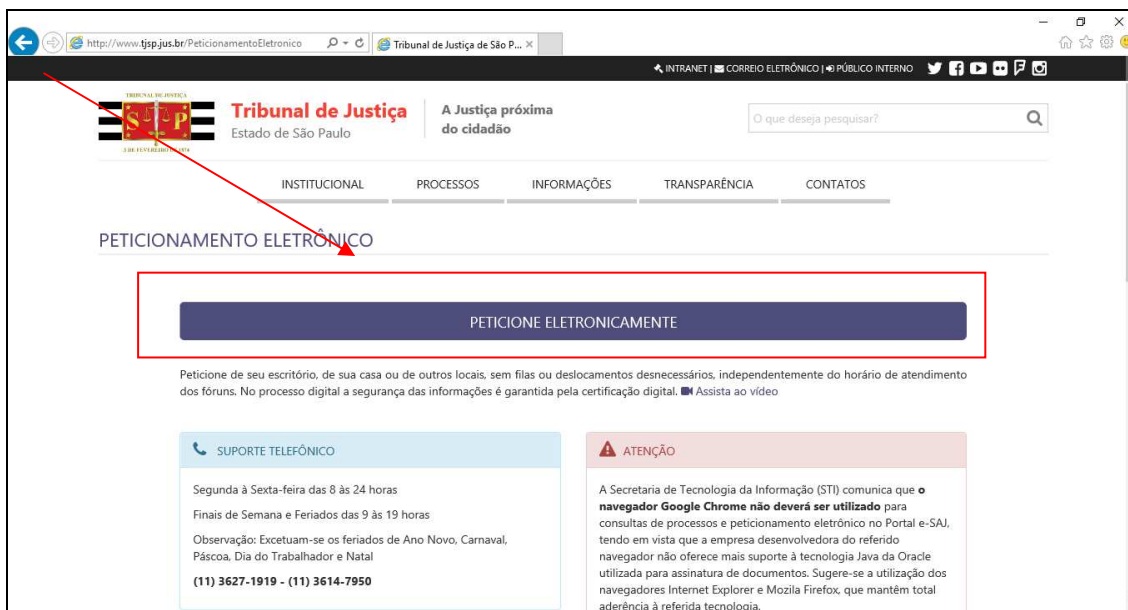 http://www.tjsp.jus.br/PeticionamentoEletronico
Tribunal de Justiça de São P...
INTRANET | CORREIO ELETRÔNICO | PÚBLICO INTERNO
TRIBUNAL DE JUSTIÇA
S P
3 DE FEVEREIRO DE 1874
Tribunal de Justiça
Estado de São Paulo
A Justiça próxima
do cidadão
O que deseja pesquisar?
INSTITUCIONAL PROCESSOS INFORMAÇÕES TRANSPARÊNCIA CONTATOS
PETICIONAMENTO ELETRÔNICO
PETICIONE ELETRONICAMENTE
Peticione de seu escritório, de sua casa ou de outros locais, sem filas ou deslocamentos desnecessários, independentemente do horário de atendimento
dos fóruns. No processo digital a segurança das informações é garantida pela certificação digital. Assista ao vídeo
SUPORTE TELEFÔNICO
Segunda à Sexta-feira das 8 às 24 horas
Finais de Semana e Feriados das 9 às 19 horas
Observação: Excetuam-se os feriados de Ano Novo, Carnaval,
Páscoa, Dia do Trabalhador e Natal
(11) 3627-1919 - (11) 3614-7950
ATENÇÃO
A Secretaria de Tecnologia da Informação (STI) comunica que o
navegador Google Chrome não deverá ser utilizado para
consultas de processos e peticionamento eletrônico no Portal e-SAJ,
tendo em vista que a empresa desenvolvedora do referido
navegador não oferece mais suporte à tecnologia Java da Oracle
utilizada para assinatura de documentos. Sugere-se a utilização dos
navegadores Internet Explorer e Mozila Firefox, que mantêm total
aderência à referida tecnologia.